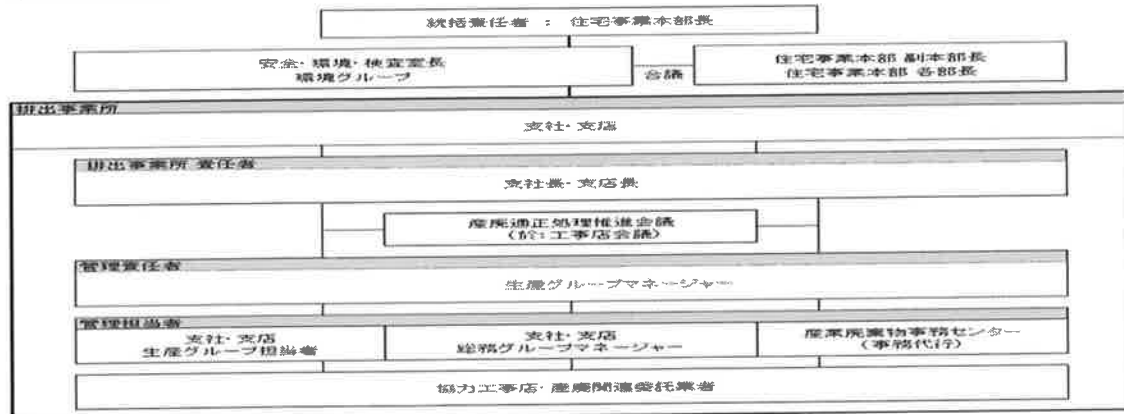 統括責任者 : 住宅事業本部長
安全・環境・検査室長
環境グループ
会議
住宅事業本部 副本部長
住宅事業本部 各部長
排出事業所
支社・支店
排出事業所 責任者
支社長・支店長
産廃適正処理推進会議
(於:工事店会議)
管理責任者
生産グループマネージャー
管理担当者
支社・支店
生産グループ担当者
支社・支店
総務グループマネージャー
産業廃棄物事務センター
(事務代行)
協力工事店・産廃関連委託業者